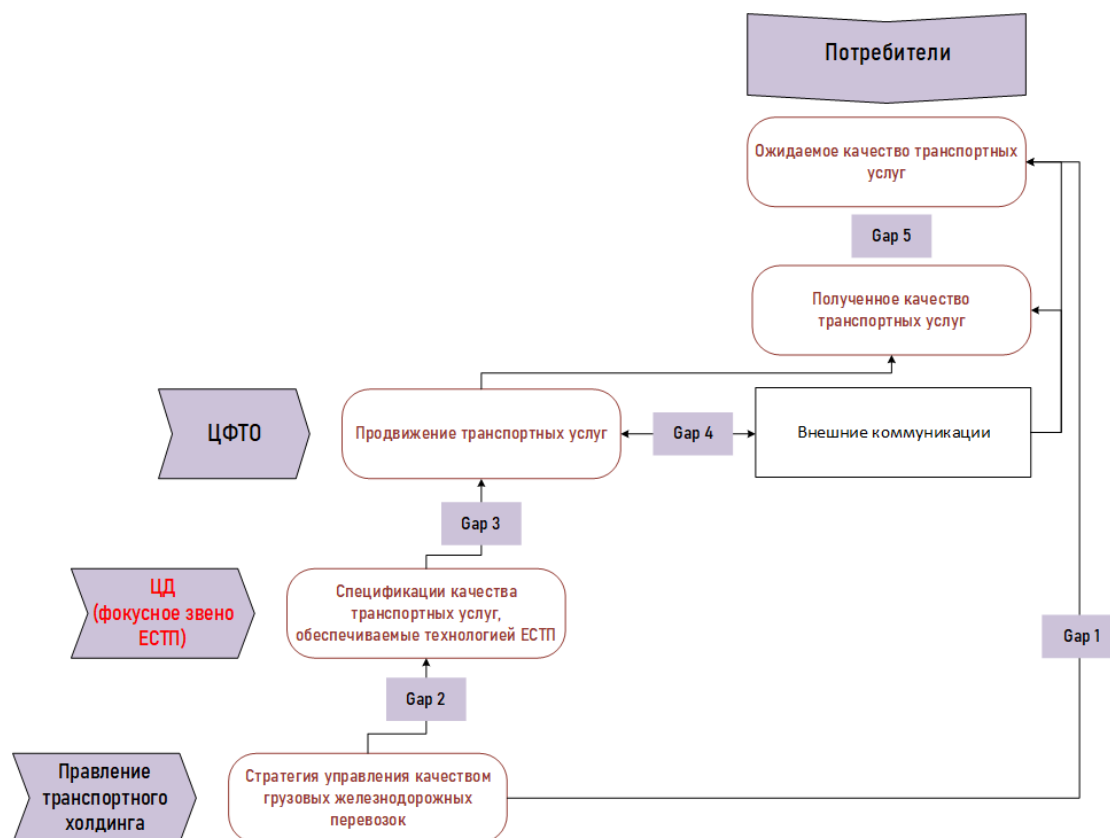 Потребители
Ожидаемое качество транспортных
услуг
Gap 5
Полученное качество
транспортных услуг
ЦФТО
Продвижение транспортных услуг
Gap 4
Внешние коммуникации
Gap 3
ЦД
(фокусное звено
ЕСТП)
Спецификации качества
транспортных услуг,
обеспечиваемые технологией ЕСТП
Gap 1
Gap 2
Правление
транспортного
холдинга
Стратегия управления качеством
грузовых железнодорожных
перевозок